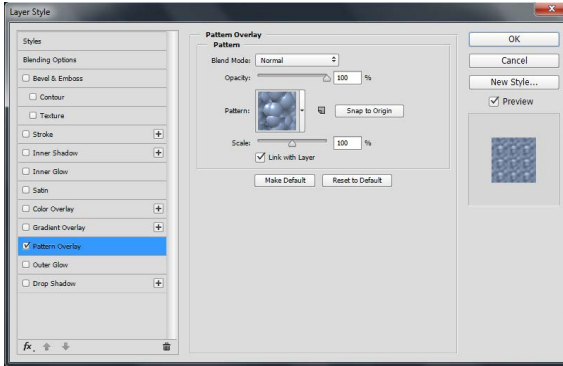 Layer Style
Styles
Blending Options
Bevel & Emboss
Contour
Texture
Stroke
Inner Shadow
Inner Glow
Satin
Color Overlay
Gradient Overlay
Pattern Overlay
Outer Glow
Drop Shadow
fx
Pattern Overlay
Pattern
Blend Mode: Normal
Opacity: 100 %
Pattern: Snap to Origin
Scale: 100 %
Link with Layer
Make Default Reset to Default
OK
Cancel
New Style...
Preview